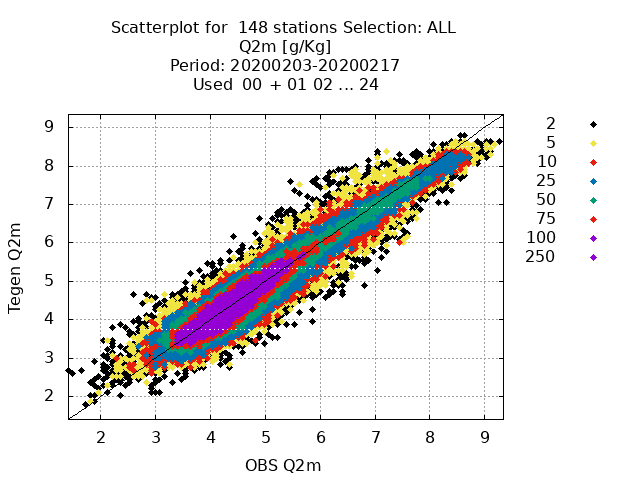 Scatterplot for 148 stations Selection: ALL
Q2m [g/Kg]
Period: 20200203-20200217
Used 00 + 01 02 ... 24
2
5
10
25
50
75
100
250
9
8
7
6
5
4
3
2
Tegen Q2m
2 3 4 5 6 7 8 9
OBS Q2m